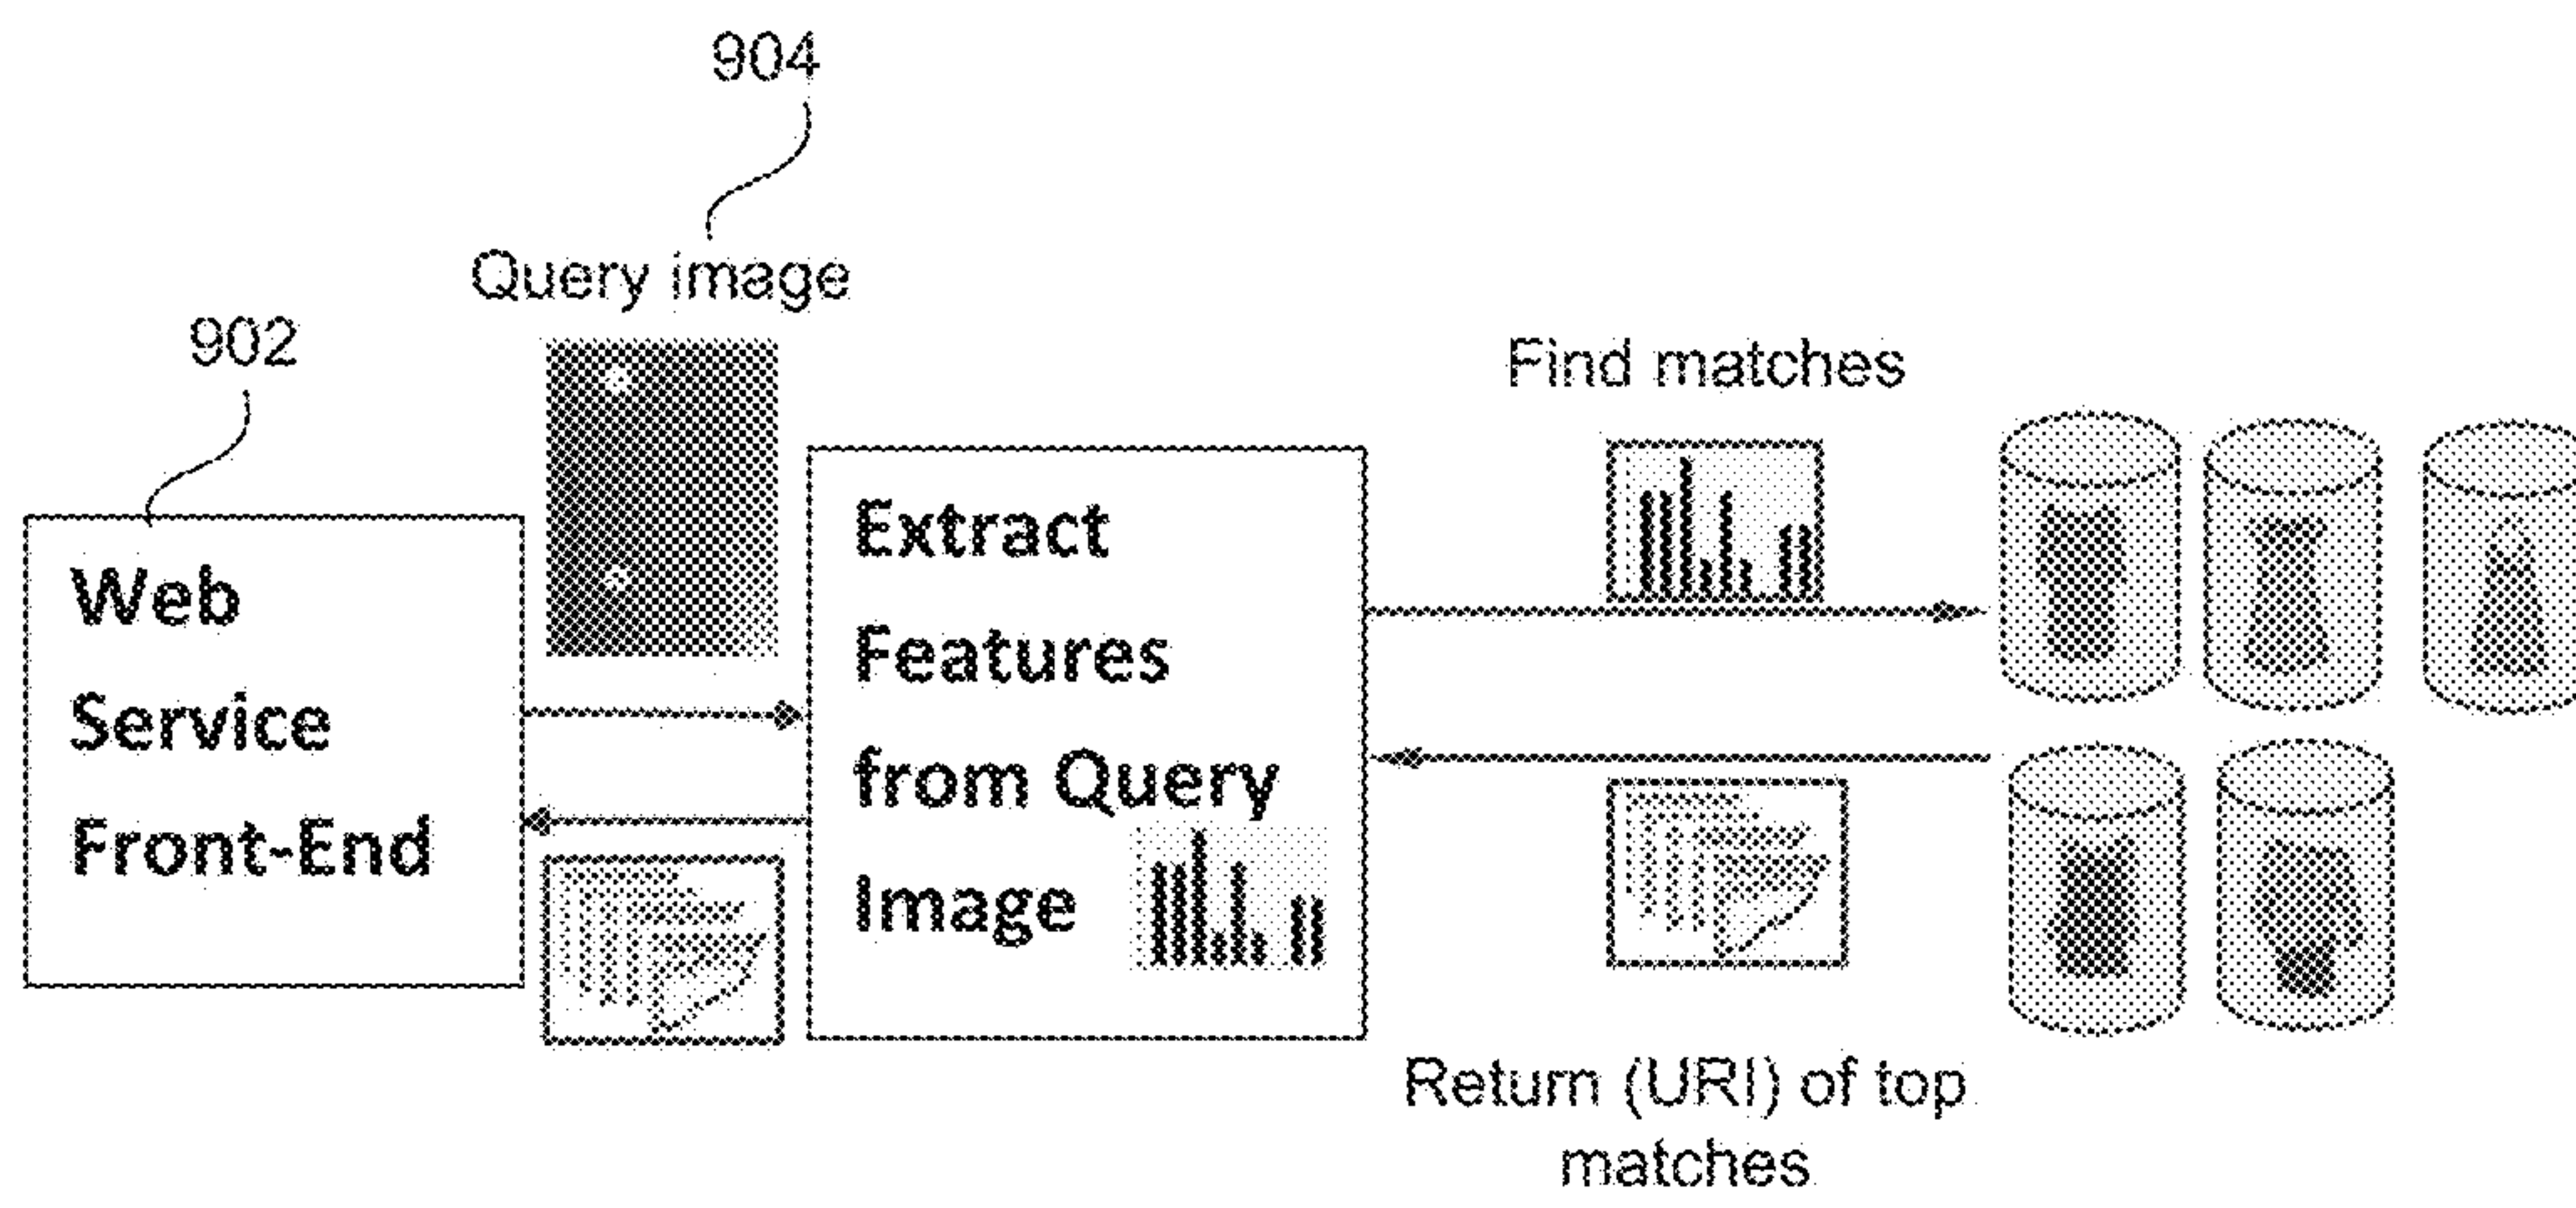 904
Query image
902
Web
Service
Front-End
Extract
Features
from Query
Image
Find matches
Return (URI) of top
matches